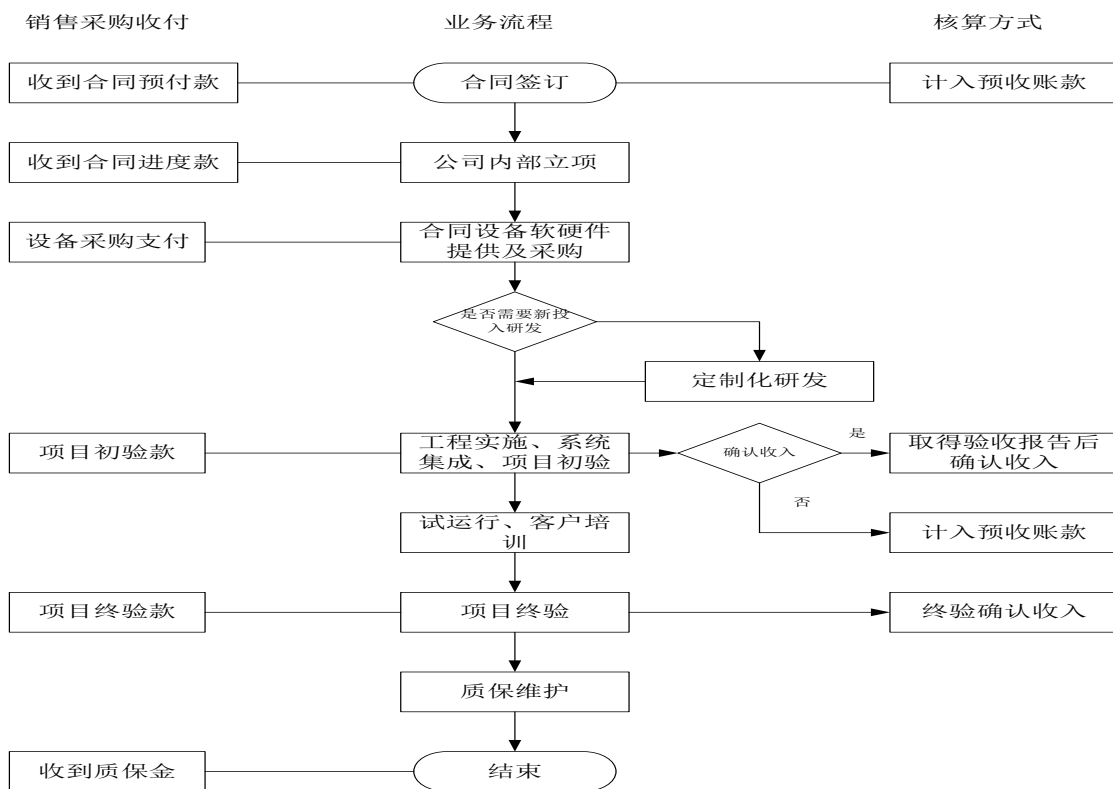 销售采购收付
业务流程
核算方式
收到合同预付款
合同签订
计入预收账款
收到合同进度款
公司内部立项
设备采购支付
合同设备软硬件
提供及采购
是否需要新投
入研发
定制化研发
项目初验款
工程实施、系统
集成、项目初验
确认收入
是
取得验收报告后
确认收入
否
试运行、客户培
训
计入预收账款
项目终验款
项目终验
终验确认收入
质保维护
收到质保金
结束